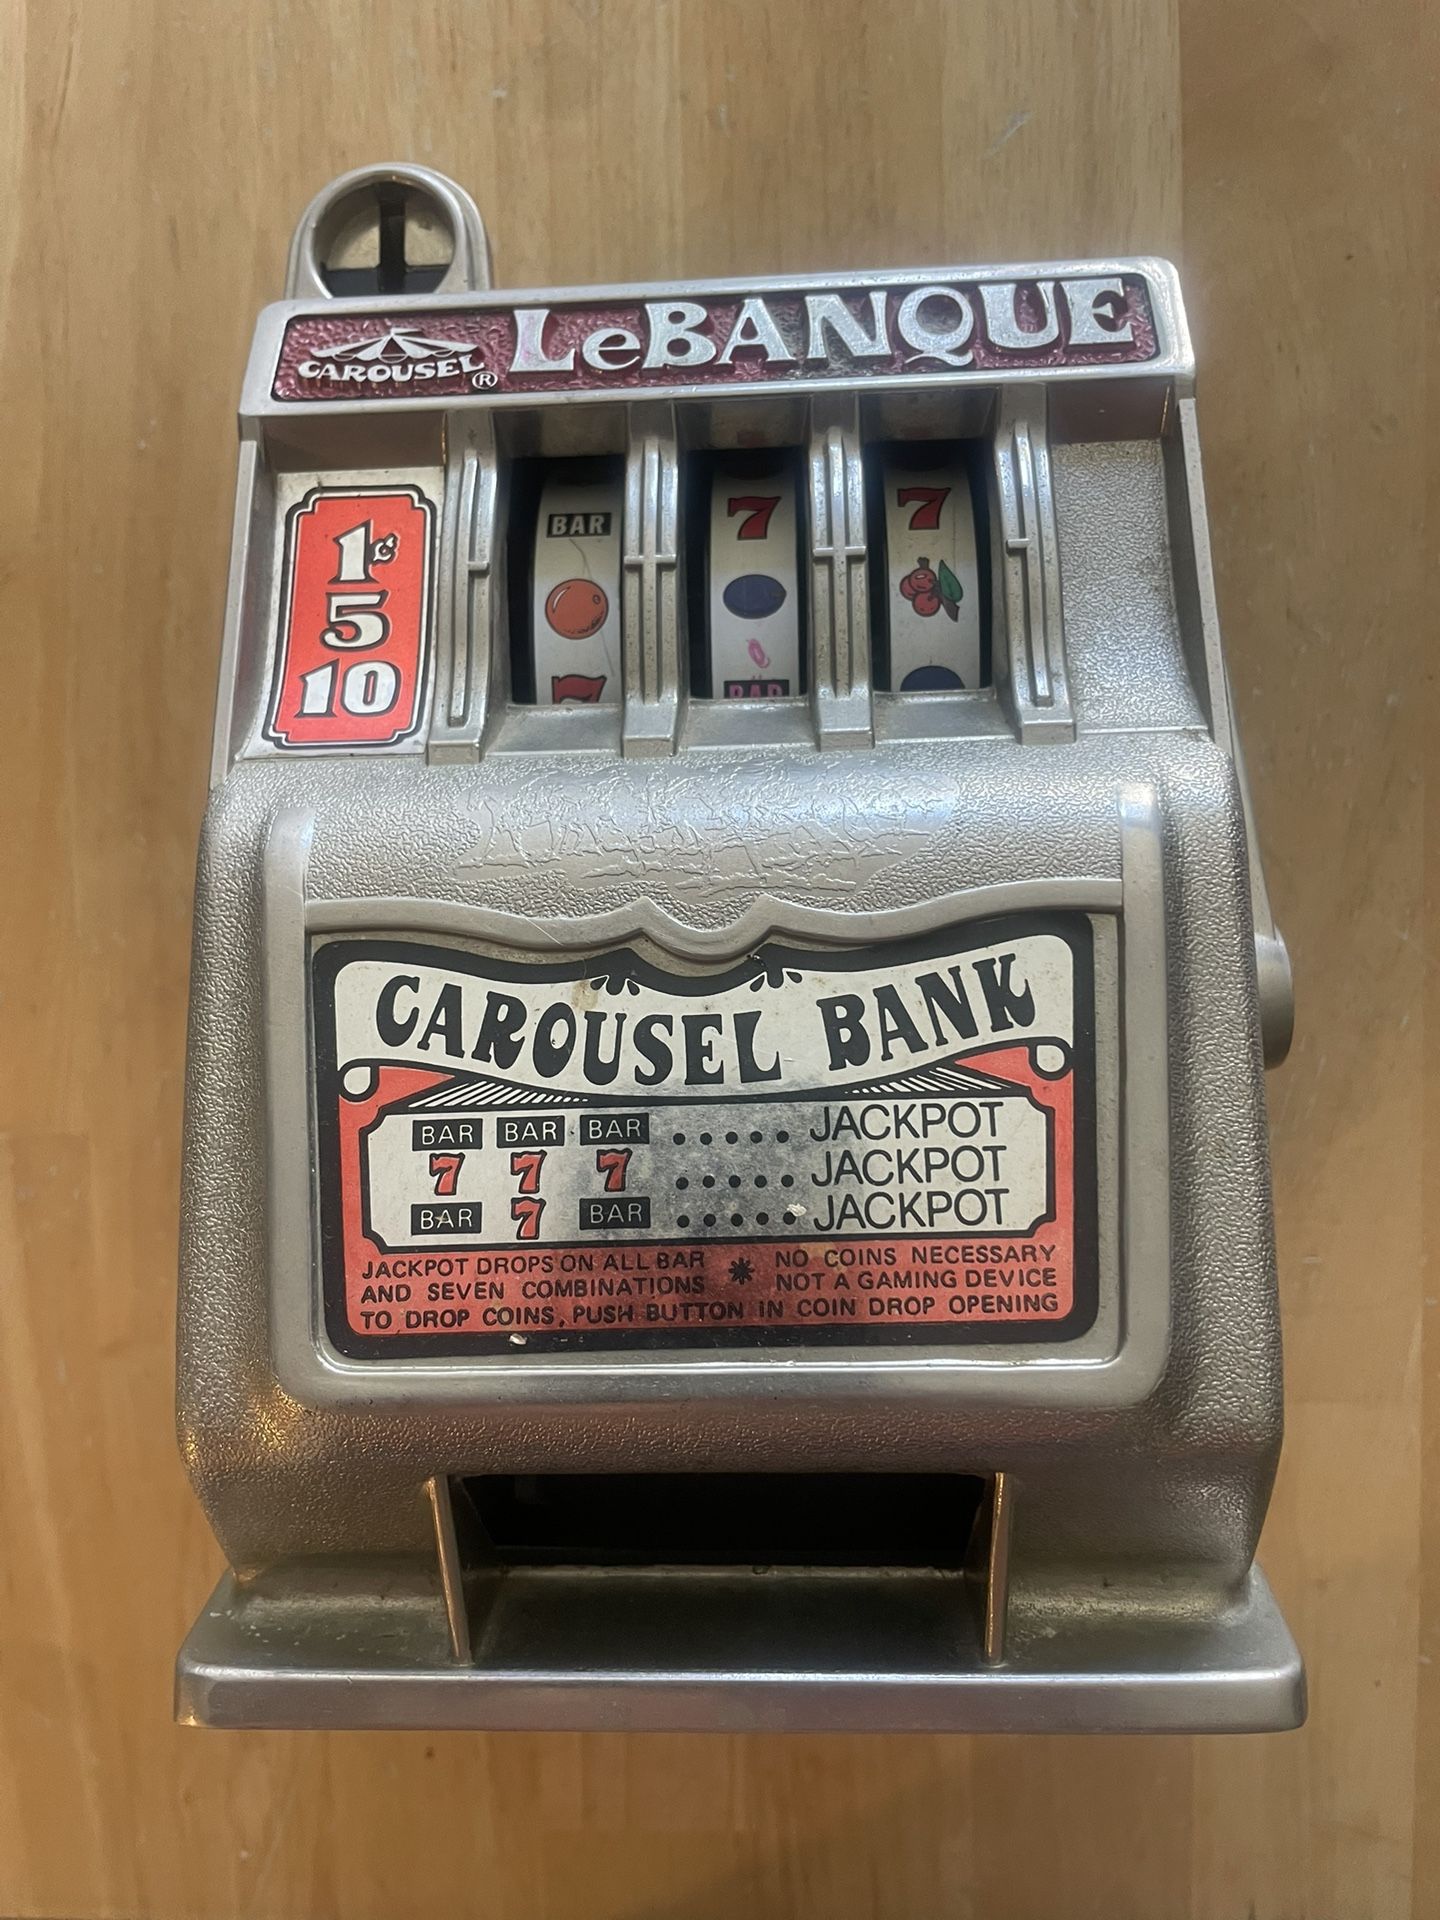 CAROUSEL ® LeBANQUE
1¢
5
10
BAR 7 7
7 BAR
CAROUSEL BANK
BAR BAR BAR ..... JACKPOT
7 7 7 ..... JACKPOT
BAR 7 BAR ..... JACKPOT
JACKPOT DROPS ON ALL BAR * NO COINS NECESSARY
AND SEVEN COMBINATIONS NOT A GAMING DEVICE
TO DROP COINS, PUSH BUTTON IN COIN DROP OPENING